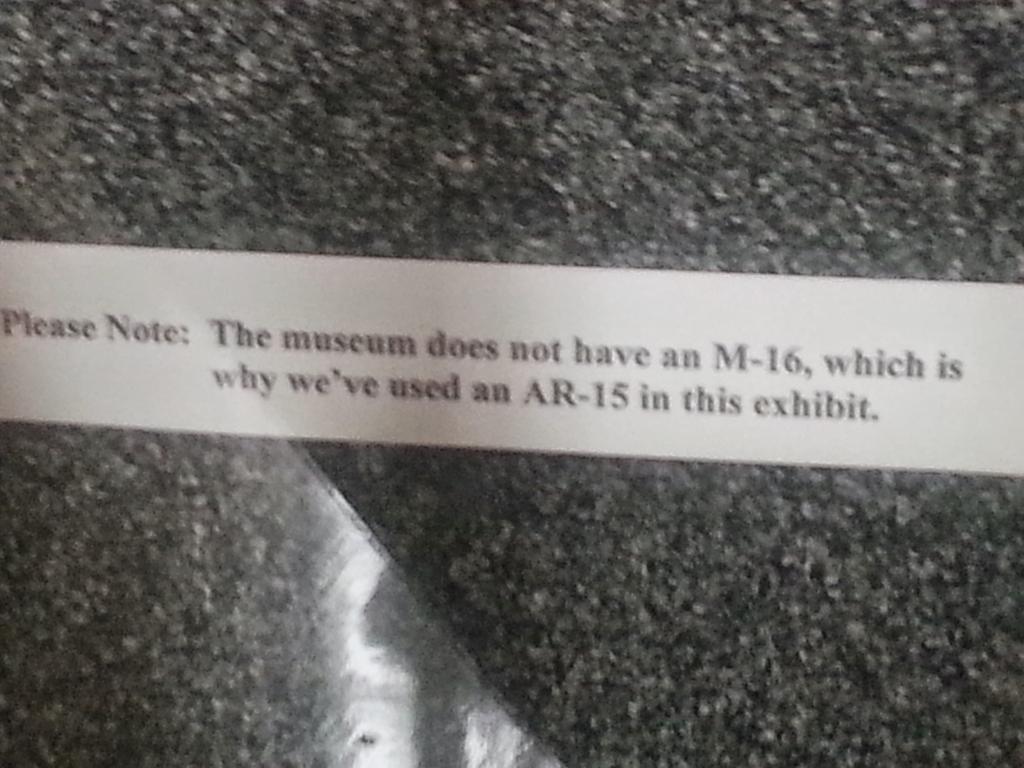 Please Note: The museum does not have an M-16, which is
why we've used an AR-15 in this exhibit.